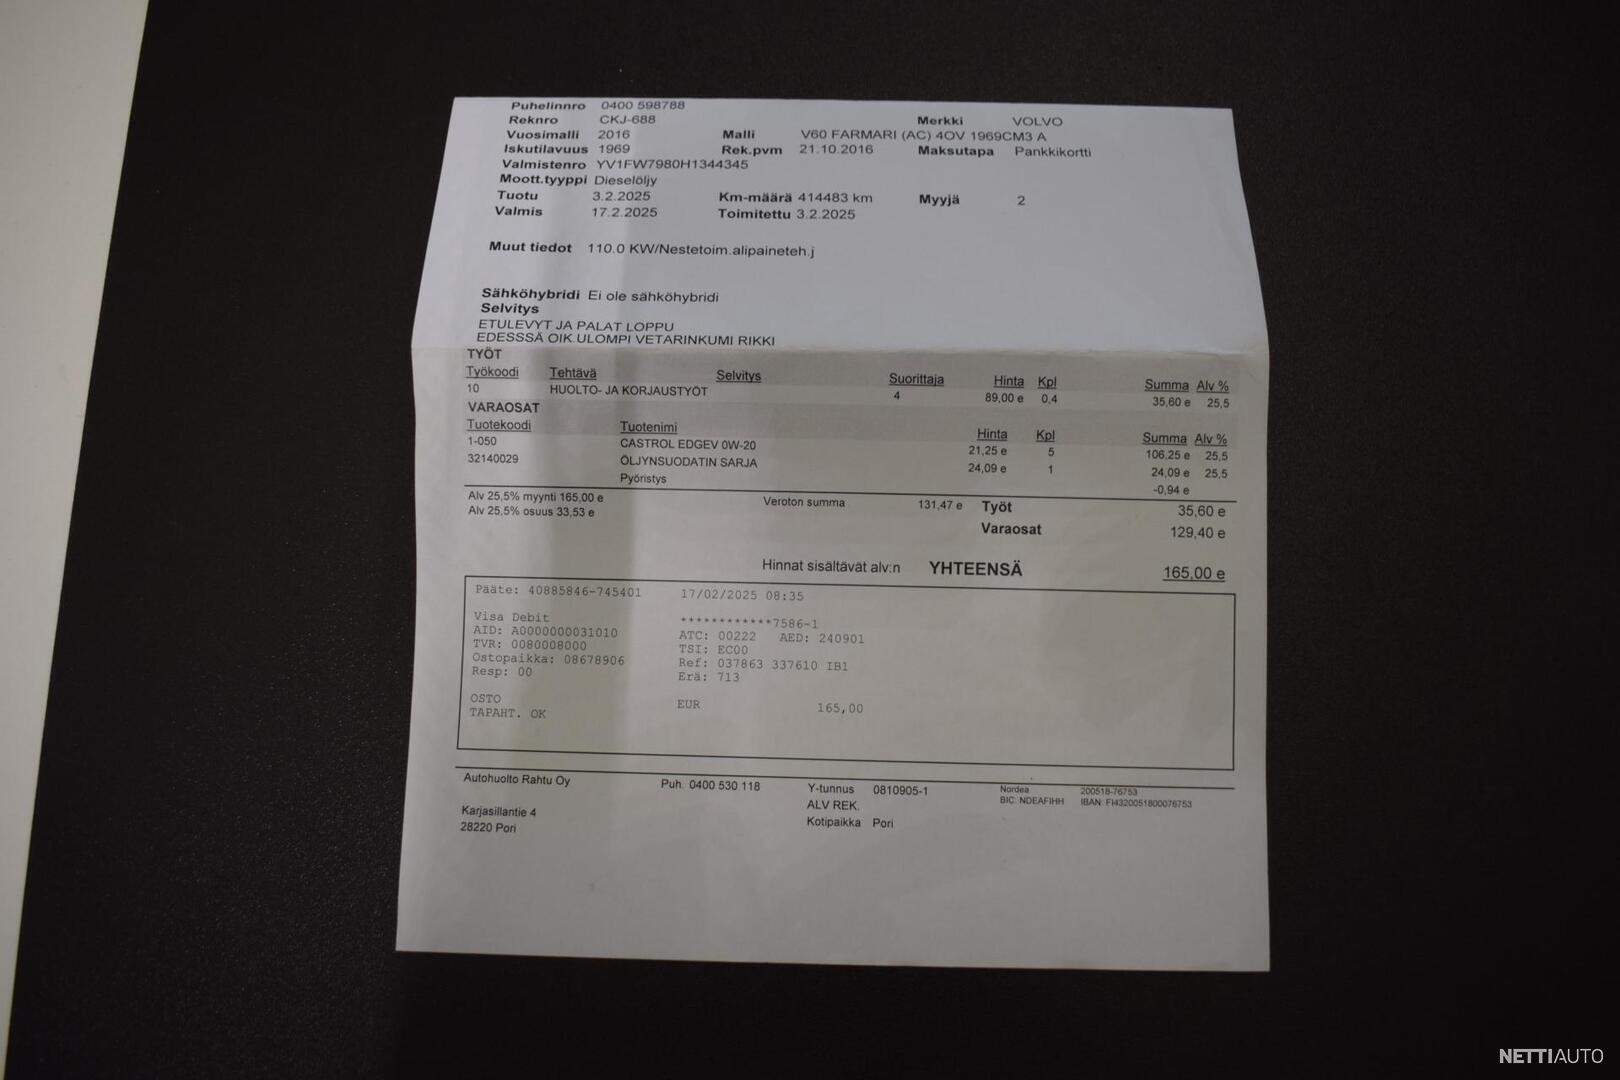 Puhelinnro 0400 598788
Reknro CKJ-688 Merkki VOLVO
Vuosimalli 2016 Malli V60 FARMARI (AC) 4OV 1969CM3 A
Iskutilavuus 1969 Rek.pvm 21.10.2016 Maksutapa Pankkikortti
Valmistenro YV1FW7980H1344345
Moott.tyyppi Dieselöljy
Tuotu 3.2.2025 Km-määrä 414483 km Myyjä 2
Valmis 17.2.2025 Toimitettu 3.2.2025
Muut tiedot 110.0 KW/Nestetoim.alipaineteh.j
Sähköhybridi Ei ole sähköhybridi
Selvitys
ETULEVYT JA PALAT LOPPU
EDESSSÄ OIK.ULOMPI VETARINKUMI RIKKI
TYÖT
Työkoodi Tehtävä Selvitys Suorittaja Hinta Kpl Summa Alv %
10 HUOLTO- JA KORJAUSTYÖT 4 89,00 e 0,4 35,60 e 25,5
VARAOSAT
Tuotekoodi Tuotenimi Hinta Kpl Summa Alv %
1-050 CASTROL EDGEV 0W-20 21,25 e 5 106,25 e 25,5
32140029 ÖLJYNSUODATIN SARJA 24,09 e 1 24,09 e 25,5
Pyöristys -0,94 e
Alv 25,5% myynti 165,00 e Veroton summa 131,47 e Työt 35,60 e
Alv 25,5% osuus 33,53 e
Varaosat 129,40 e
Hinnat sisältävät alv:n YHTEENSÄ 165,00 e
Pääte: 40885846-745401 17/02/2025 08:35
Visa Debit ************7586-1
AID: A0000000031010 ATC: 00222 AED: 240901
TVR: 0080008000 TSI: EC00
Ostopaikka: 08678906 Ref: 037863 337610 IB1
Resp: 00 Erä: 713
OSTO EUR 165,00
TAPAHT. OK
Autohuolto Rahtu Oy Puh. 0400 530 118 Y-tunnus 0810905-1 Nordea 200518-76753
ALV REK. BIC: NDEAFIHH IBAN: FI4320051800076753
Karjasillantie 4 Kotipaikka Pori
28220 Pori
NETTIAUTO